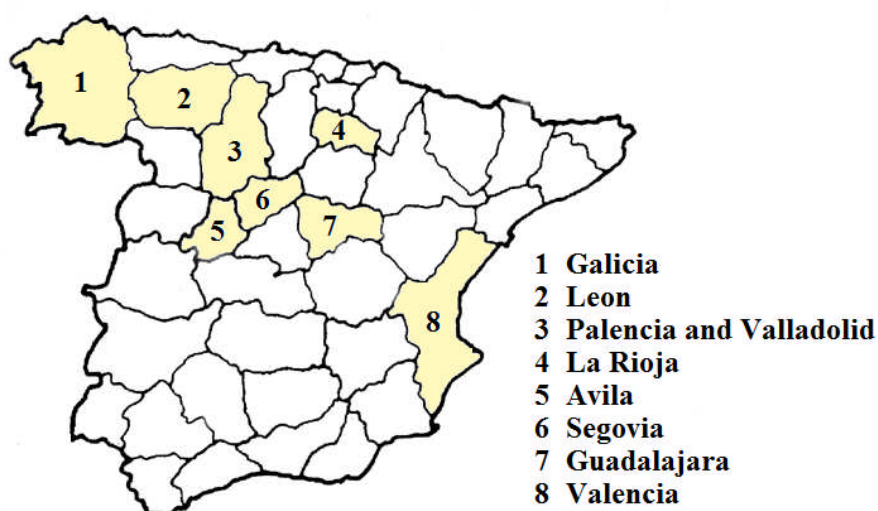 1
2
3
4
5
6
7
8
1 Galicia
2 Leon
3 Palencia and Valladolid
4 La Rioja
5 Avila
6 Segovia
7 Guadalajara
8 Valencia